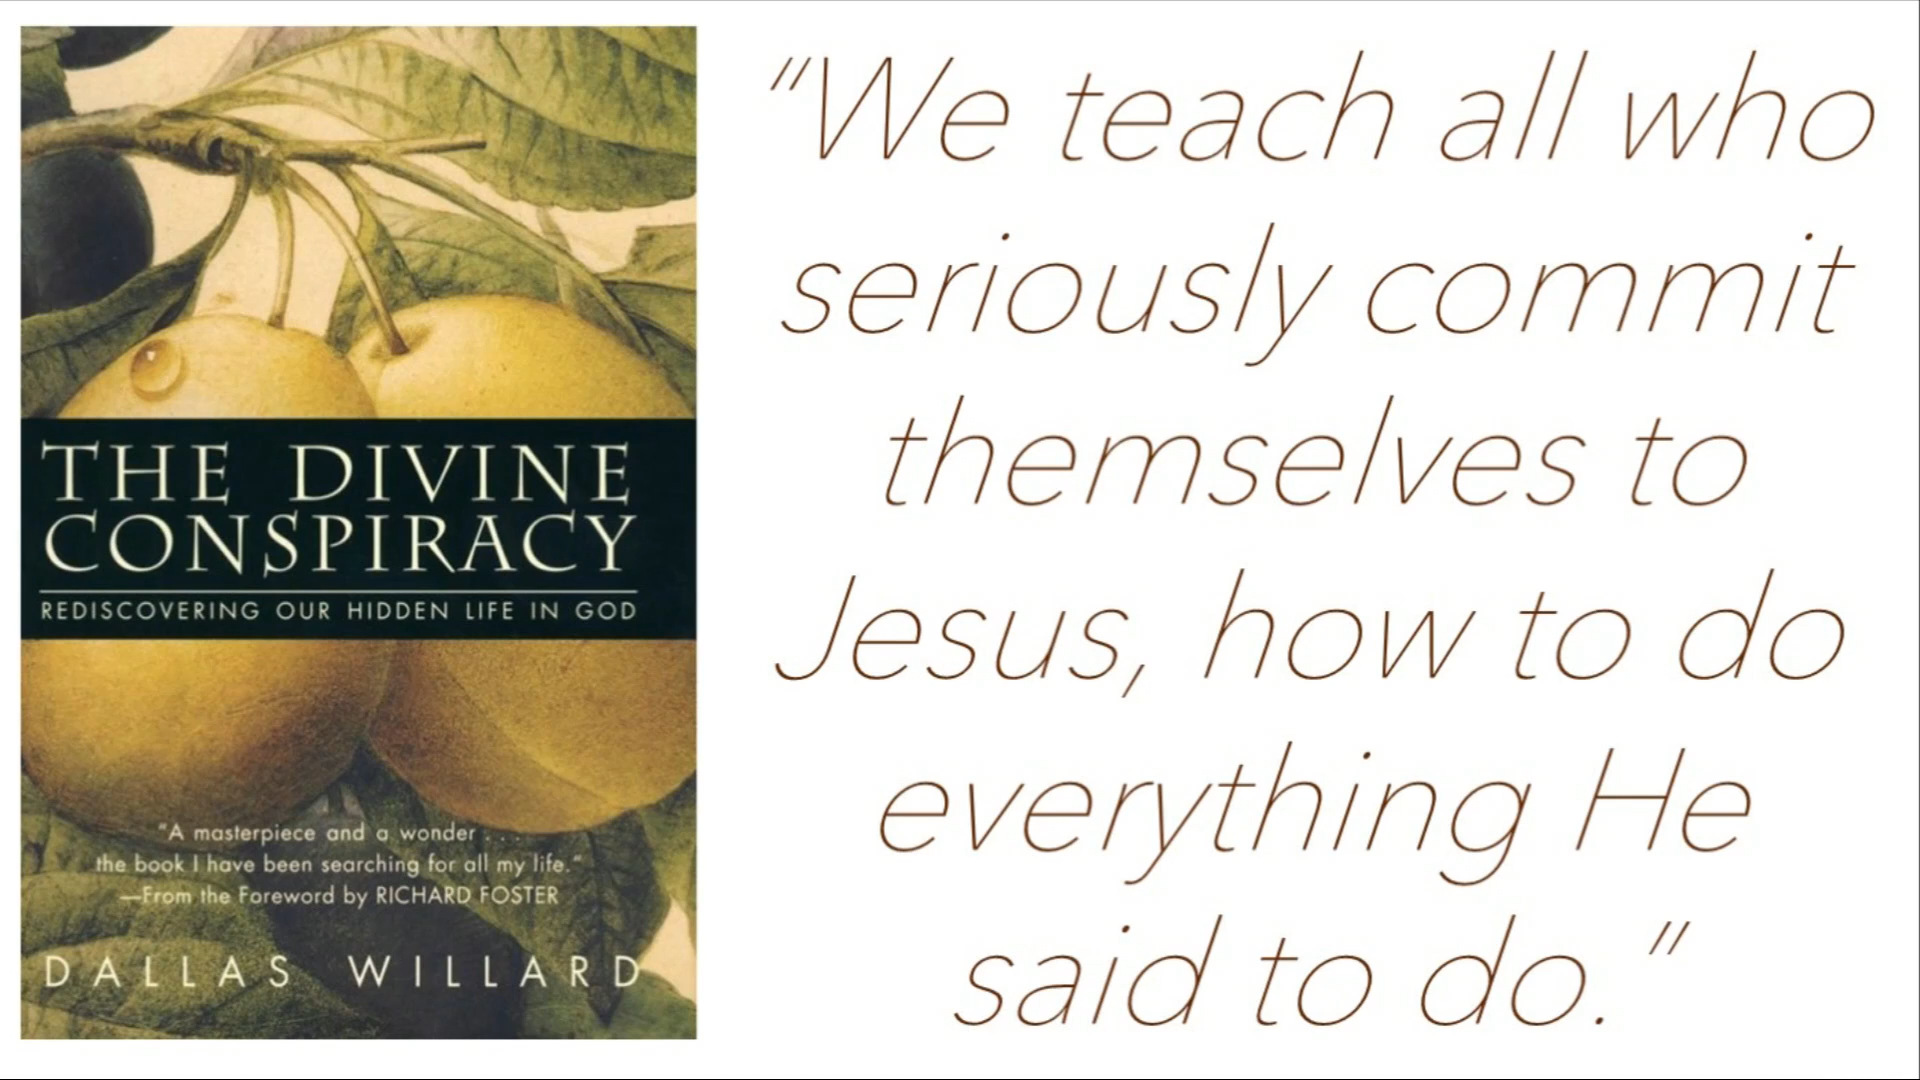 THE DIVINE
CONSPIRACY
REDISCOVERING OUR HIDDEN LIFE IN GOD
"A masterpiece and a wonder . . . .
the book I have been searching for all my life."
—From the Foreword by RICHARD FOSTER
DALLAS WILLARD
“We teach all who
seriously commit
themselves to
Jesus, how to do
everything He
said to do.”